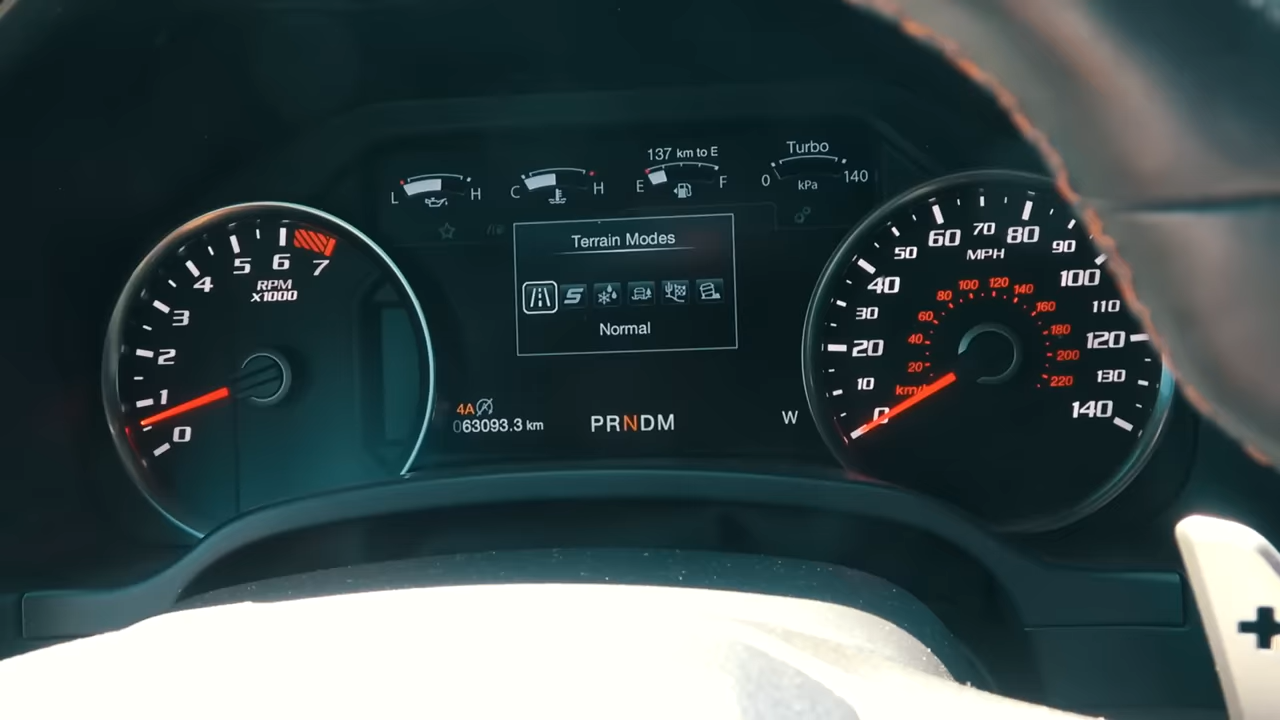 137 km to E
Turbo
L H
C H
E F
0 140
kPa
Terrain Modes
S
Normal
0 1 2 3 4 5 6 7
RPM
X1000
4A
063093.3 km
PRNDM
W
0 10 20 30 40 50 60 70 80 90 100 110 120 130 140
MPH
20 40 60 80 100 120 140 160 180 200 220
km/
+